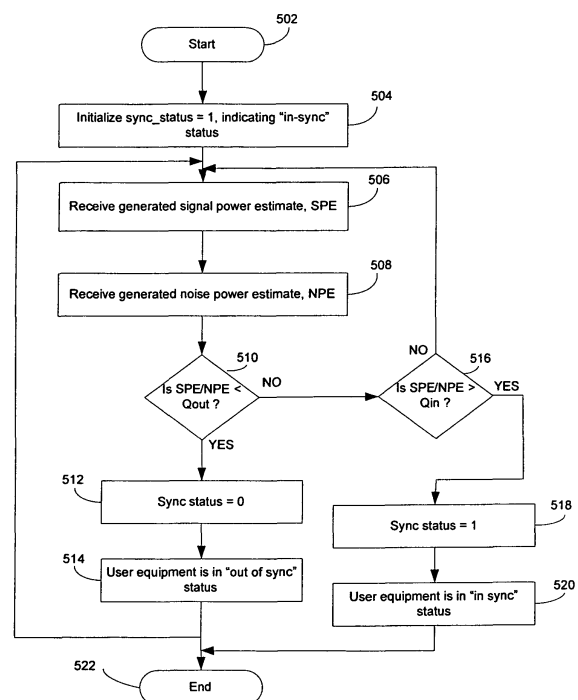 502
Start
504
Initialize sync_status = 1, indicating "in-sync"
status
506
Receive generated signal power estimate, SPE
508
Receive generated noise power estimate, NPE
510
Is SPE/NPE <
Qout ?
NO
YES
NO
516
Is SPE/NPE >
Qin ?
YES
512
Sync status = 0
518
Sync status = 1
514
User equipment is in "out of sync"
status
520
User equipment is in "in sync"
status
522
End